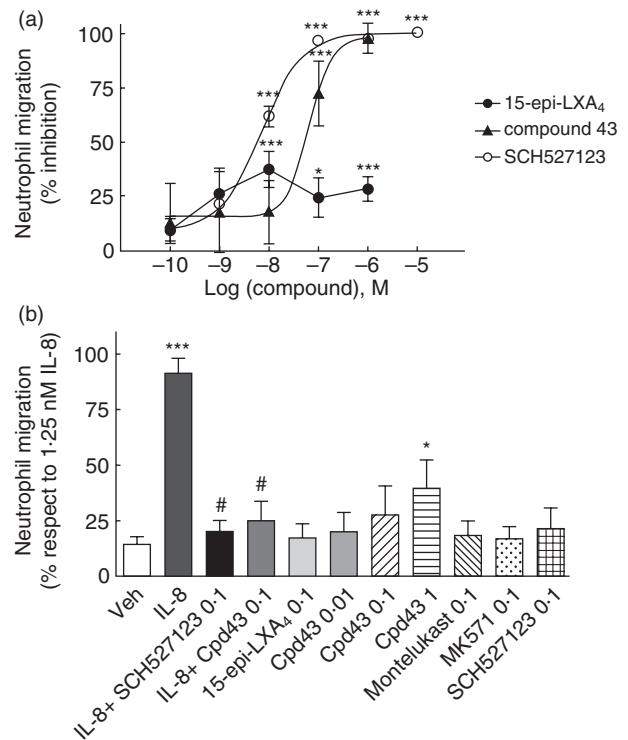 (a)
Neutrophil migration
(% inhibition)
100
75
50
25
0
***
***
***
***
***
***
*
***
−10 −9 −8 −7 −6 −5
Log (compound), M
15-epi-LXA₄
compound 43
SCH527123
(b)
Neutrophil migration
(% respect to 1·25 nM IL-8)
100
75
50
25
0
***
#
#
*
Veh
IL-8
IL-8+ SCH527123 0·1
IL-8+ Cpd43 0·1
15-epi-LXA₄ 0·1
Cpd43 0·01
Cpd43 0·1
Cpd43 1
Montelukast 0·1
MK571 0·1
SCH527123 0·1